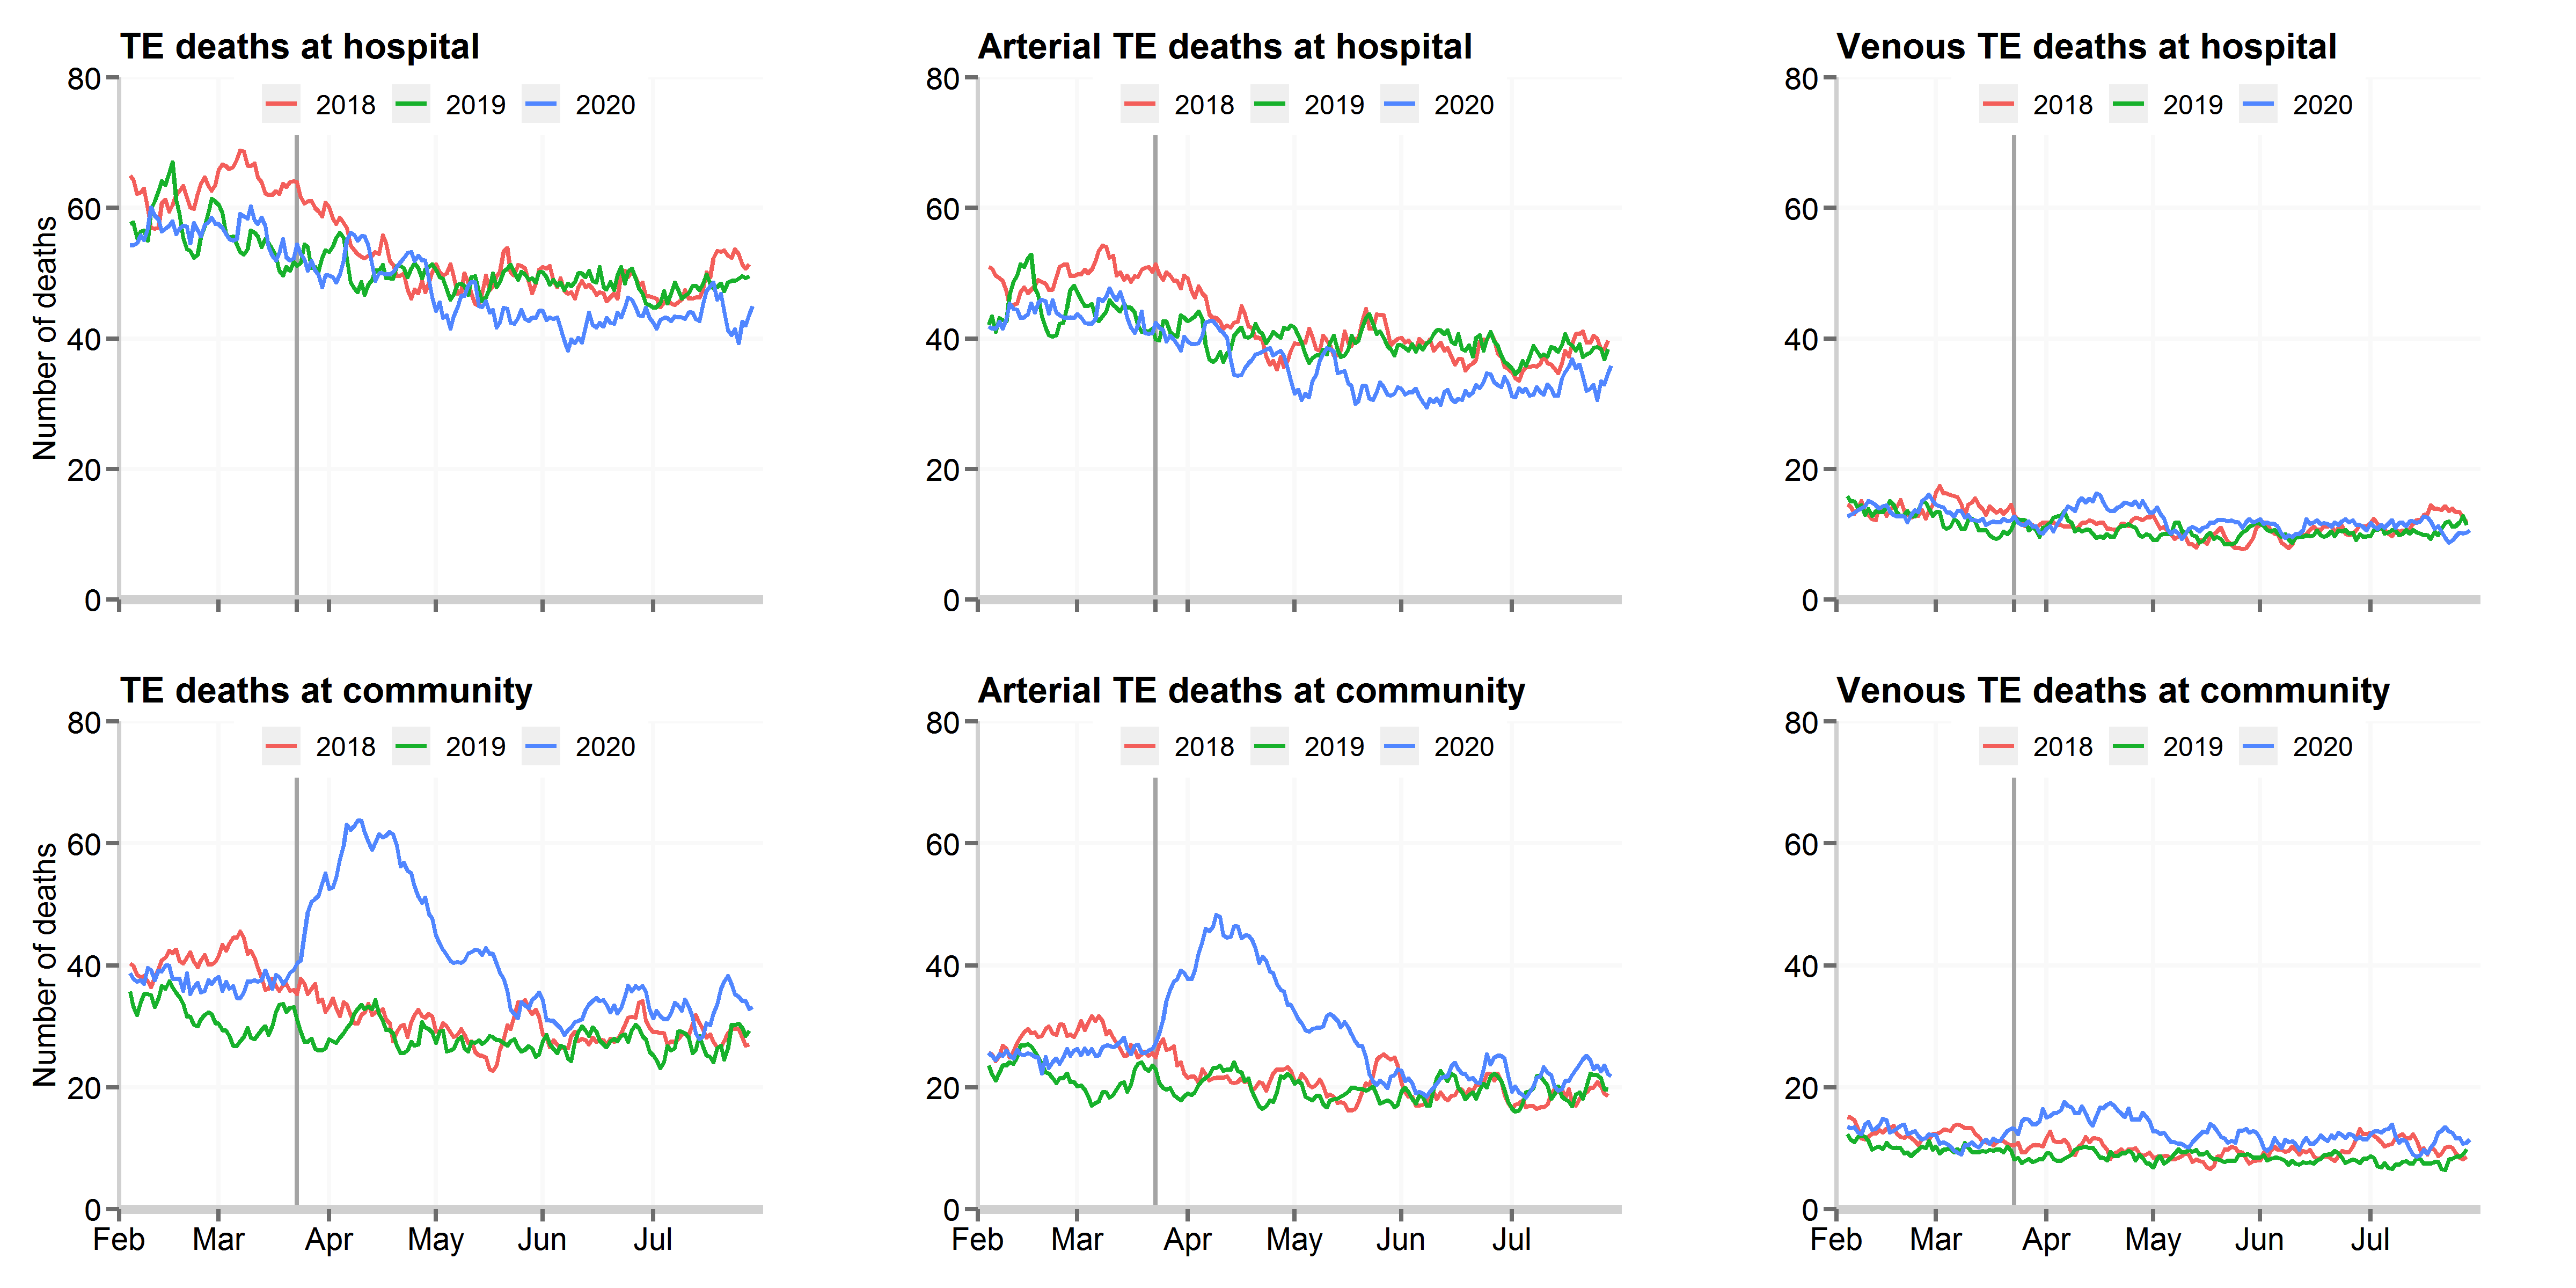 TE deaths at hospital
Arterial TE deaths at hospital
Venous TE deaths at hospital
80
60
40
20
0
Number of deaths
2018 2019 2020
80
60
40
20
0
2018 2019 2020
80
60
40
20
0
2018 2019 2020
TE deaths at community
Arterial TE deaths at community
Venous TE deaths at community
80
60
40
20
0
Number of deaths
2018 2019 2020
Feb Mar Apr May Jun Jul
80
60
40
20
0
2018 2019 2020
Feb Mar Apr May Jun Jul
80
60
40
20
0
2018 2019 2020
Feb Mar Apr May Jun Jul